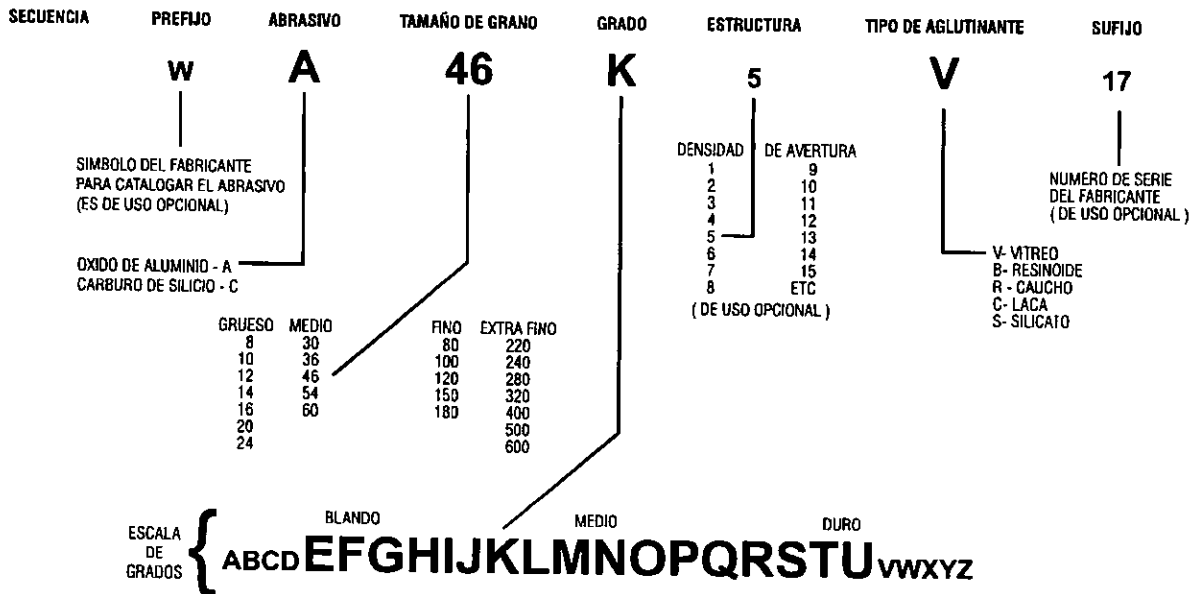 SECUENCIA PREFIJO ABRASIVO TAMAÑO DE GRANO GRADO ESTRUCTURA TIPO DE AGLUTINANTE SUFIJO
W A 46 K 5 V 17
SIMBOLO DEL FABRICANTE
PARA CATALOGAR EL ABRASIVO
(ES DE USO OPCIONAL)
OXIDO DE ALUMINIO - A
CARBURO DE SILICIO - C
GRUESO MEDIO FINO EXTRA FINO
8 30 80 220
10 36 100 240
12 46 120 280
14 54 150 320
16 60 180 400
20 500
24 600
DENSIDAD DE AVERTURA
1 9
2 10
3 11
4 12
5 13
6 14
7 15
8 ETC
( DE USO OPCIONAL )
V- VITREO
B- RESINOIDE
R - CAUCHO
C- LACA
S- SILICATO
NUMERO DE SERIE
DEL FABRICANTE
( DE USO OPCIONAL )
ESCALA
DE
GRADOS
BLANDO MEDIO DURO
ABCDEFGHIJKLMNOPQRSTUVWXYZ